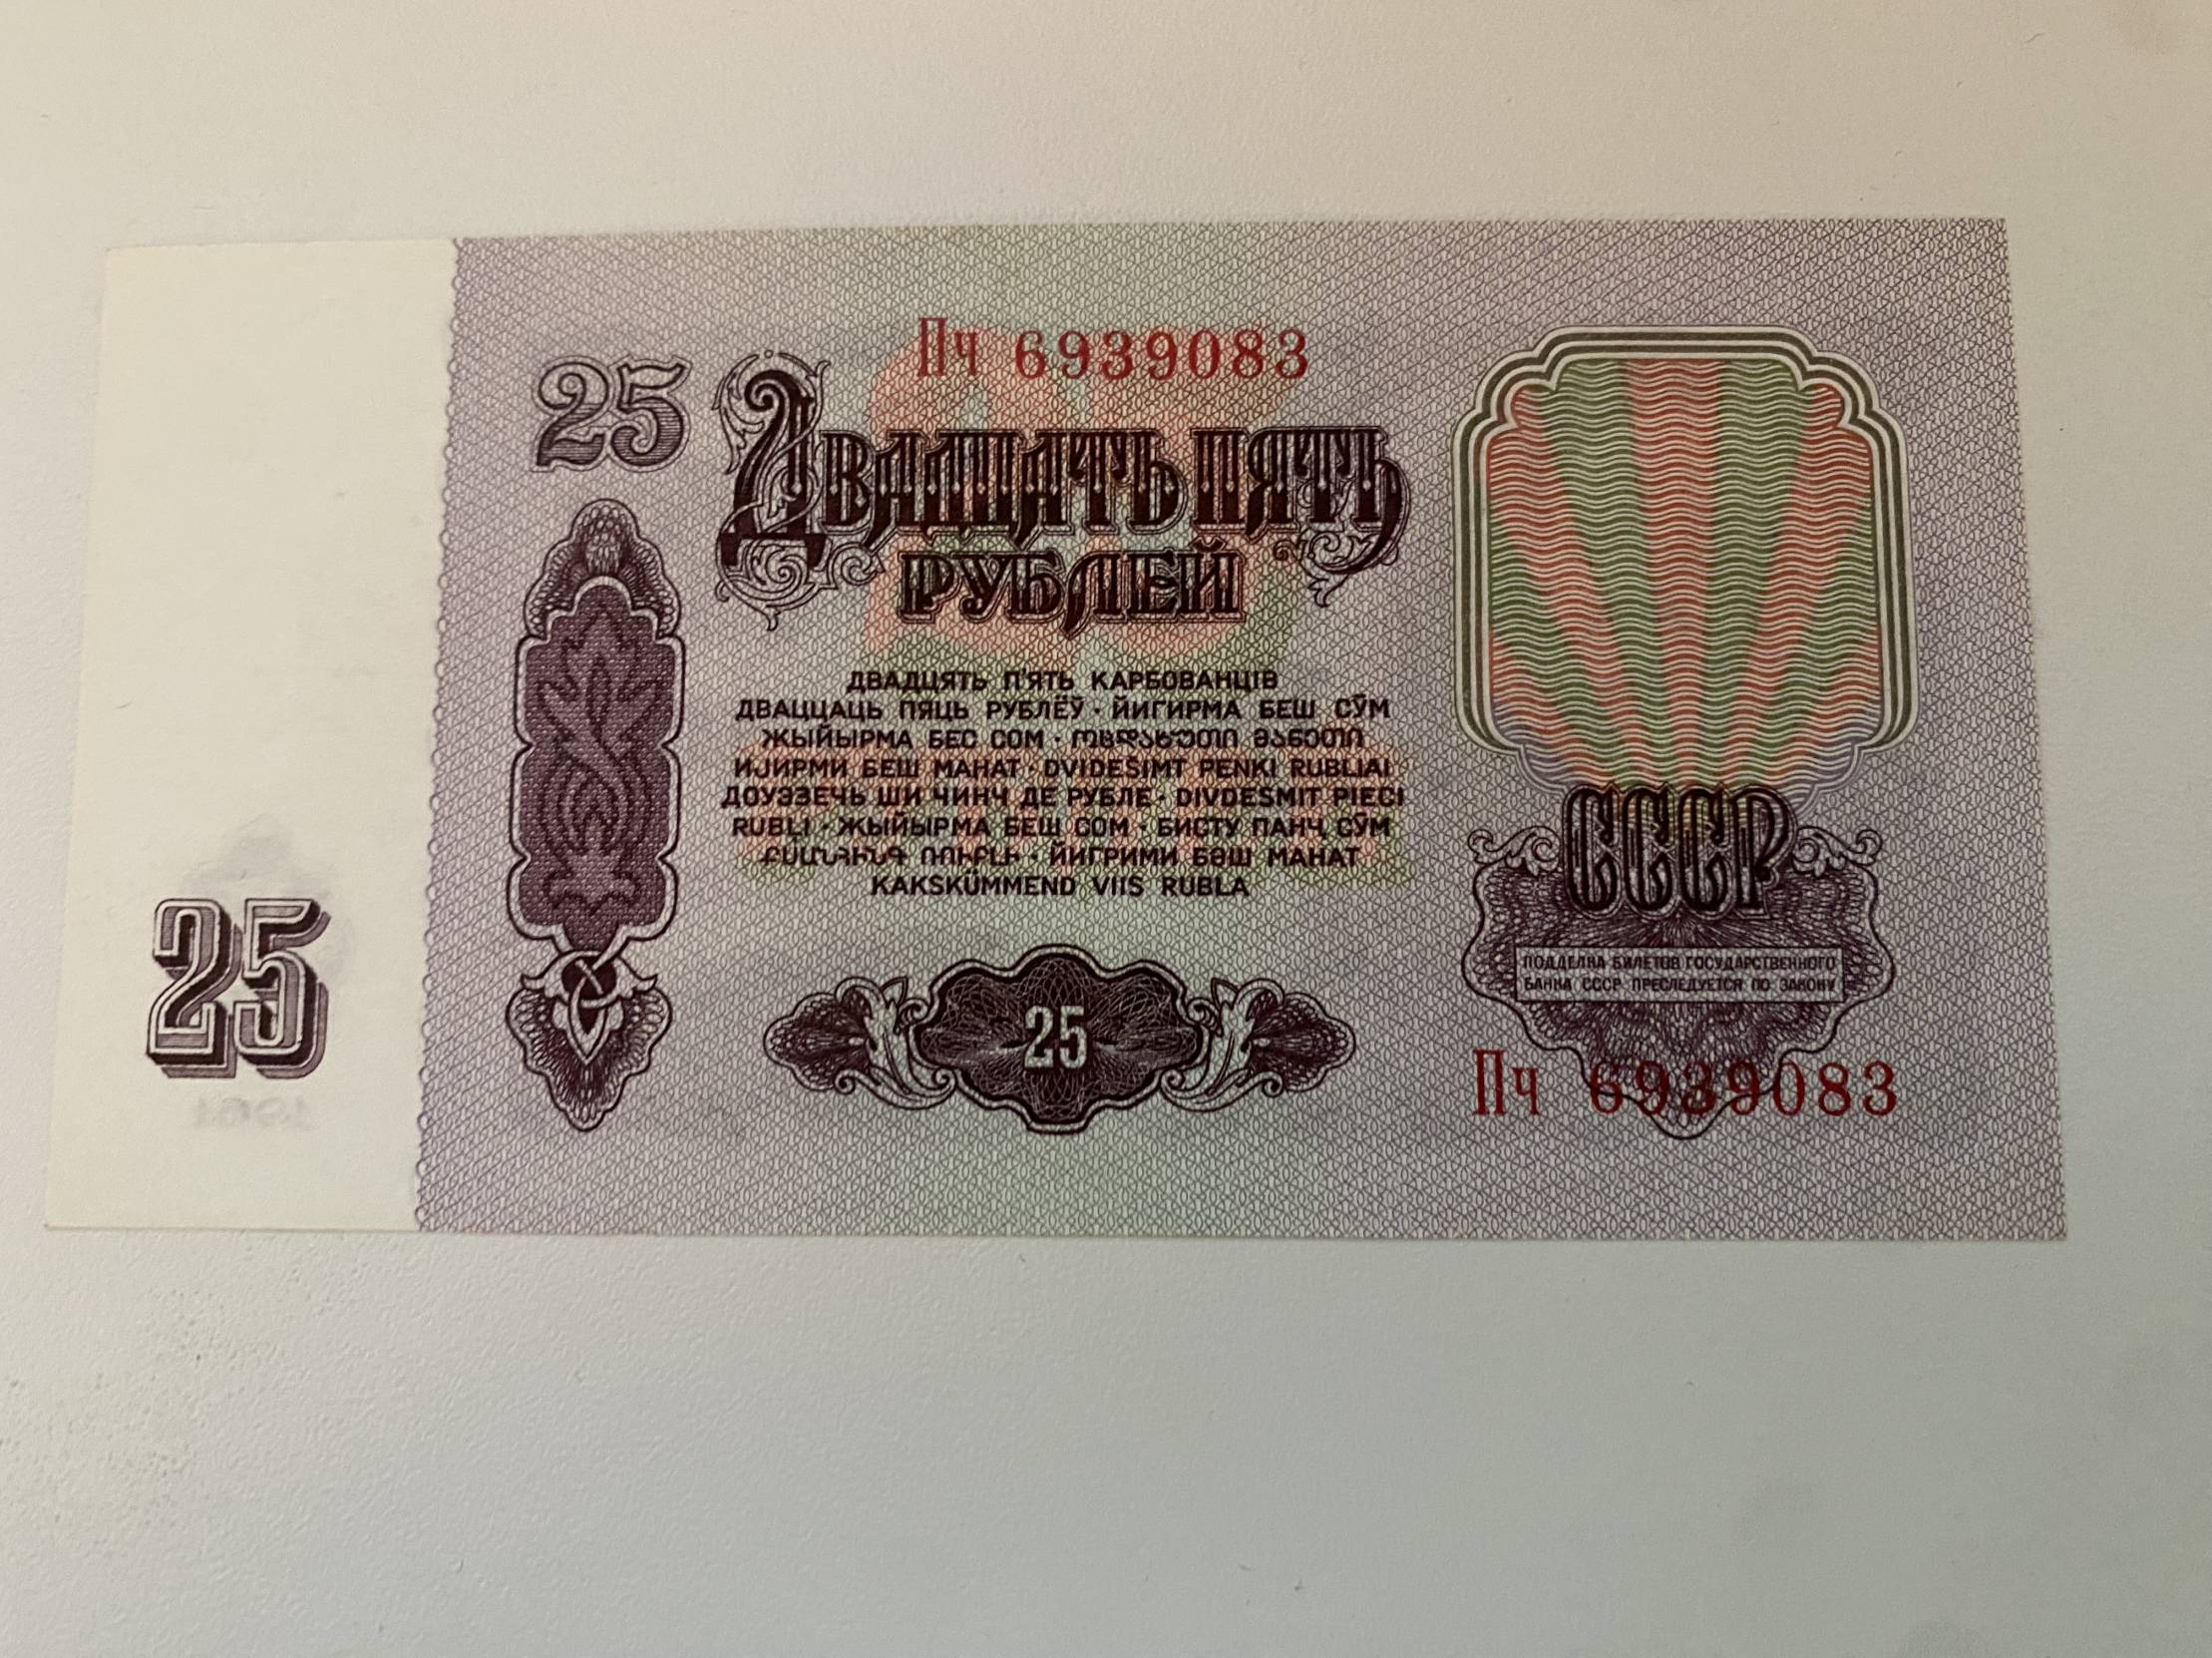 Пч 6939083
25
ДВАДЦАТЬ ПЯТЬ
РУБЛЕЙ
ДВАДЦЯТЬ П'ЯТЬ КАРБОВАНЦІВ
ДВАЦЦАЦЬ ПЯЦЬ РУБЛЁЎ · ЙИГИРМА БЕШ СЎМ
ЖЫЙЫРМА БЕС СОМ · ოცდახუთი მანეთი
ИЈИРМИ БЕШ МАНАТ · DVIDEŠIMT PENKI RUBLIAI
ДОУЭЗЕЧЬ ШИ ЧИНЧ ДЕ РУБЛЕ · DIVDESMIT PIECI
RUBĻI · ЖЫЙЫРМА БЕШ СОМ · БИСТУ ПАНҶ СӮМ
ՔՍԱՆՀԻՆԳ ՌՈՒԲԼԻ · ЙИГРИМИ БӘШ МАНАТ
KAKSKÜMMEND VIIS RUBLA
25
СССР
ПОДДЕЛКА БИЛЕТОВ ГОСУДАРСТВЕННОГО
БАНКА СССР ПРЕСЛЕДУЕТСЯ ПО ЗАКОНУ
25
Пч 6939083